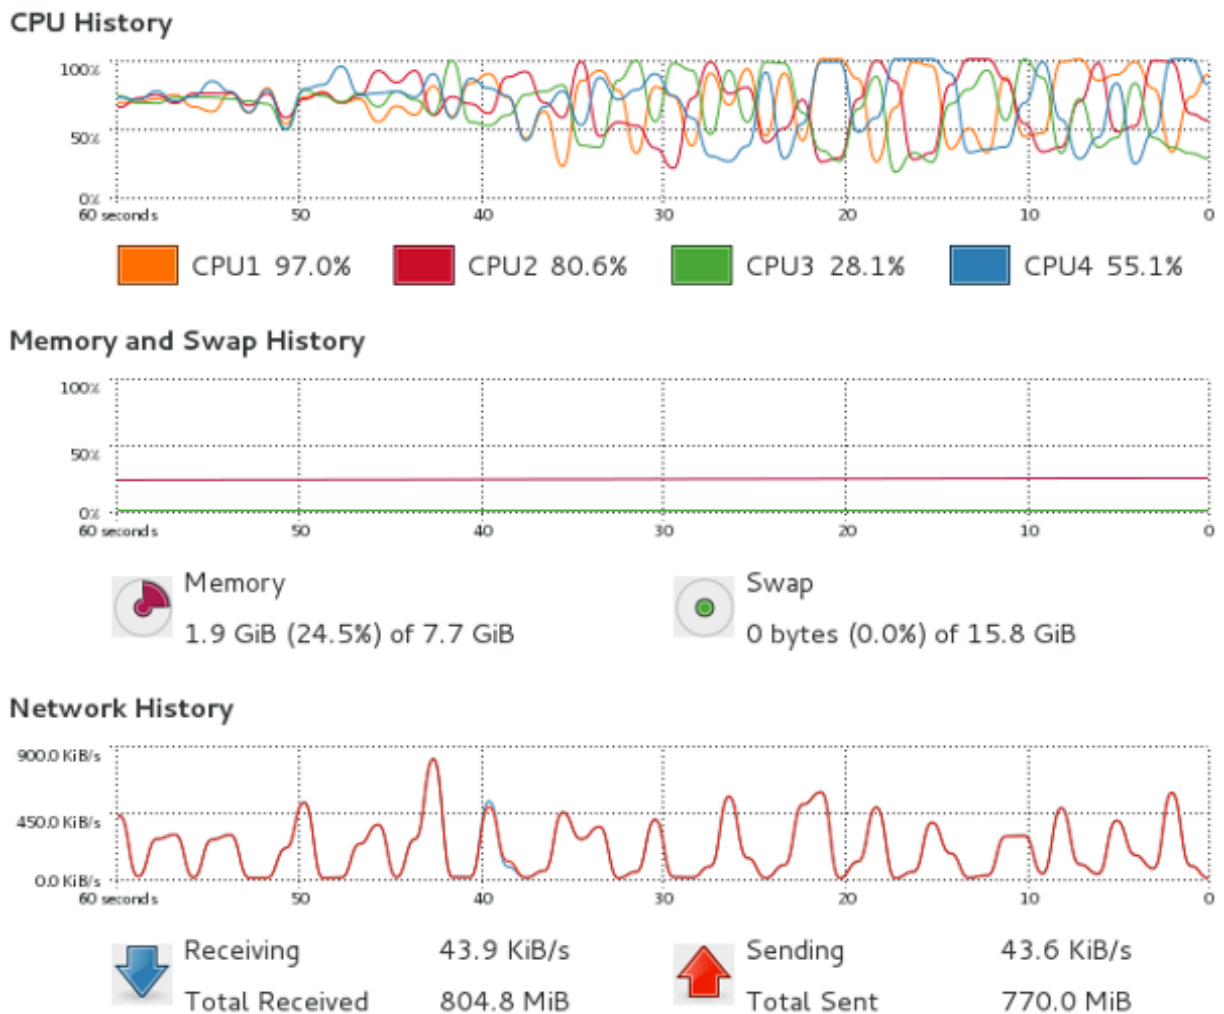 CPU History
100%
50%
0%
60 seconds 50 40 30 20 10 0
CPU1 97.0% CPU2 80.6% CPU3 28.1% CPU4 55.1%
Memory and Swap History
100%
50%
0%
60 seconds 50 40 30 20 10 0
Memory Swap
1.9 GiB (24.5%) of 7.7 GiB 0 bytes (0.0%) of 15.8 GiB
Network History
900.0 KiB/s
450.0 KiB/s
0.0 KiB/s
60 seconds 50 40 30 20 10 0
Receiving 43.9 KiB/s Sending 43.6 KiB/s
Total Received 804.8 MiB Total Sent 770.0 MiB